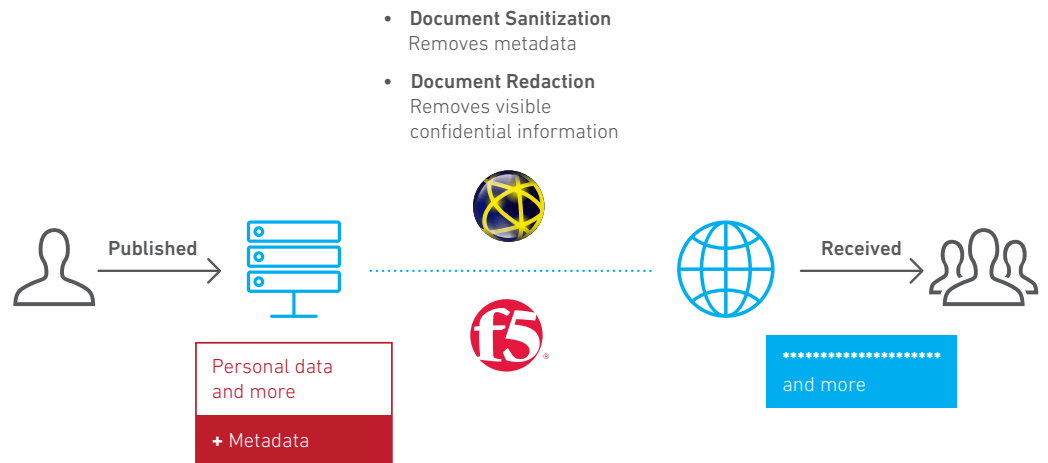 • Document Sanitization
Removes metadata
• Document Redaction
Removes visible
confidential information
Published
Received
f5®
Personal data
and more
+ Metadata
*********************
and more